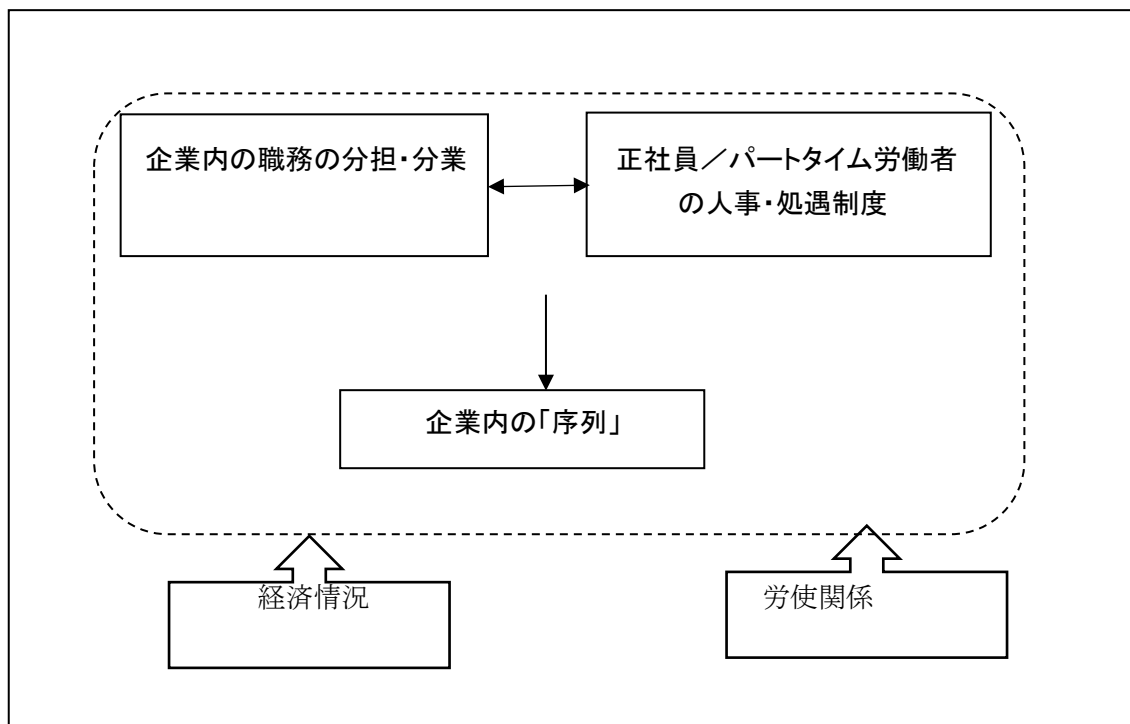 企業内の職務の分担・分業
正社員／パートタイム労働者
の人事・処遇制度
企業内の「序列」
経済情況
労使関係